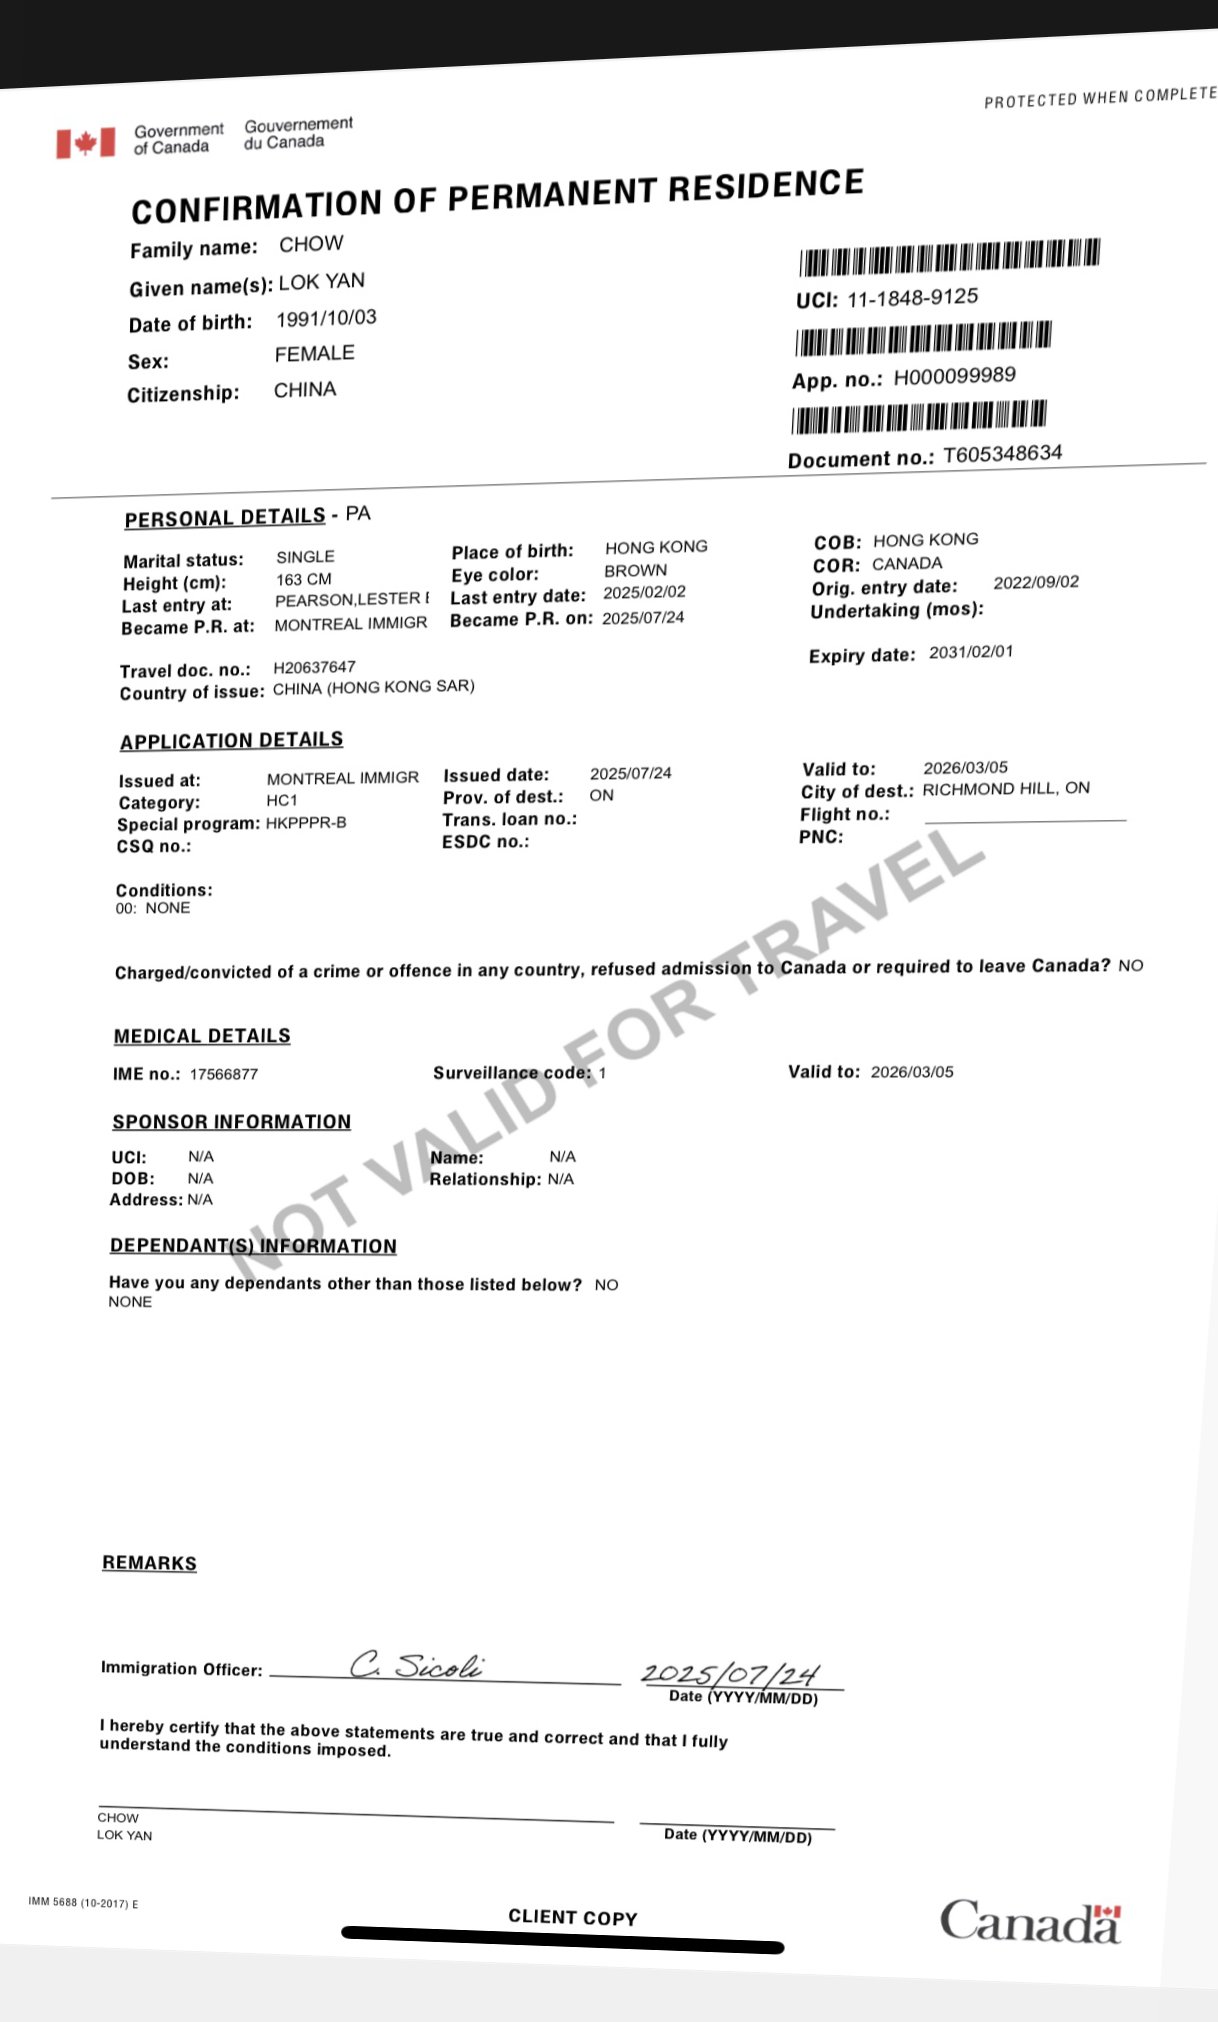 PROTECTED WHEN COMPLETE
Government of Canada Gouvernement du Canada
CONFIRMATION OF PERMANENT RESIDENCE
Family name: CHOW
Given name(s): LOK YAN
Date of birth: 1991/10/03
Sex: FEMALE
Citizenship: CHINA
UCI: 11-1848-9125
App. no.: H000099989
Document no.: T605348634
PERSONAL DETAILS - PA
Marital status: SINGLE Place of birth: HONG KONG COB: HONG KONG
Height (cm): 163 CM Eye color: BROWN COR: CANADA
Last entry at: PEARSON,LESTER Last entry date: 2025/02/02 Orig. entry date: 2022/09/02
Became P.R. at: MONTREAL IMMIGR Became P.R. on: 2025/07/24 Undertaking (mos):
Travel doc. no.: H20637647 Expiry date: 2031/02/01
Country of issue: CHINA (HONG KONG SAR)
APPLICATION DETAILS
Issued at: MONTREAL IMMIGR Issued date: 2025/07/24 Valid to: 2026/03/05
Category: HC1 Prov. of dest.: ON City of dest.: RICHMOND HILL, ON
Special program: HKPPPR-B Trans. loan no.: Flight no.:
CSQ no.: ESDC no.: PNC:
Conditions:
00: NONE
Charged/convicted of a crime or offence in any country, refused admission to Canada or required to leave Canada? NO
NOT VALID FOR TRAVEL
MEDICAL DETAILS
IME no.: 17566877 Surveillance code: 1 Valid to: 2026/03/05
SPONSOR INFORMATION
UCI: N/A Name: N/A
DOB: N/A Relationship: N/A
Address: N/A
DEPENDANT(S) INFORMATION
Have you any dependants other than those listed below? NO
NONE
REMARKS
Immigration Officer: C. Sicoli 2025/07/24
Date (YYYY/MM/DD)
I hereby certify that the above statements are true and correct and that I fully
understand the conditions imposed.
CHOW
LOK YAN
Date (YYYY/MM/DD)
IMM 5688 (10-2017) E
CLIENT COPY
Canada